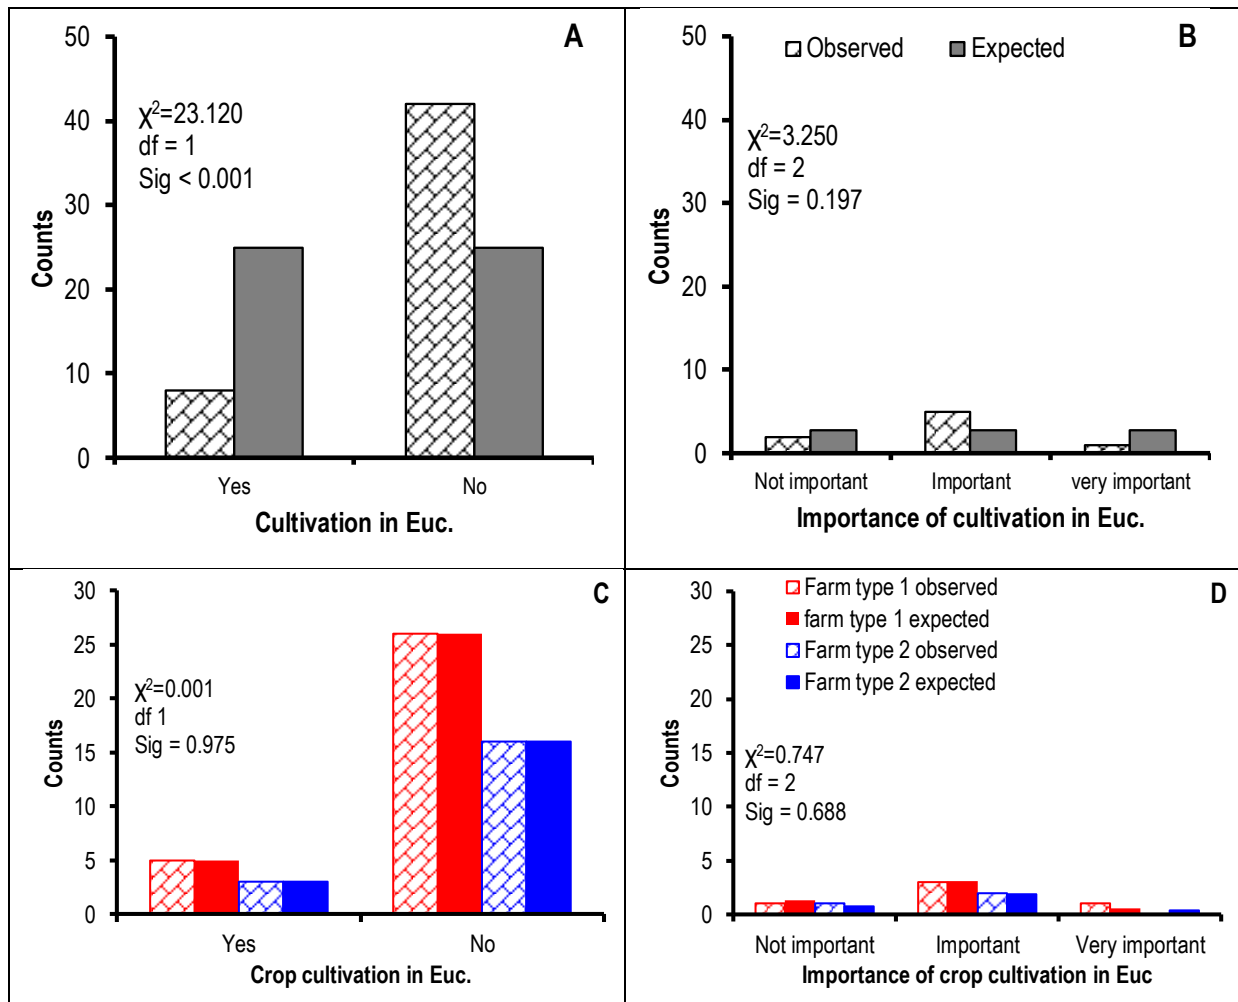 A
50
40
30
20
10
0
Counts
χ²=23.120
df = 1
Sig < 0.001
Yes No
Cultivation in Euc.
B
Observed Expected
50
40
30
20
10
0
Counts
χ²=3.250
df = 2
Sig = 0.197
Not important Important very important
Importance of cultivation in Euc.
C
30
25
20
15
10
5
0
Counts
χ²=0.001
df 1
Sig = 0.975
Yes No
Crop cultivation in Euc.
D
Farm type 1 observed
farm type 1 expected
Farm type 2 observed
Farm type 2 expected
30
25
20
15
10
5
0
Counts
χ²=0.747
df = 2
Sig = 0.688
Not important Important Very important
Importance of crop cultivation in Euc